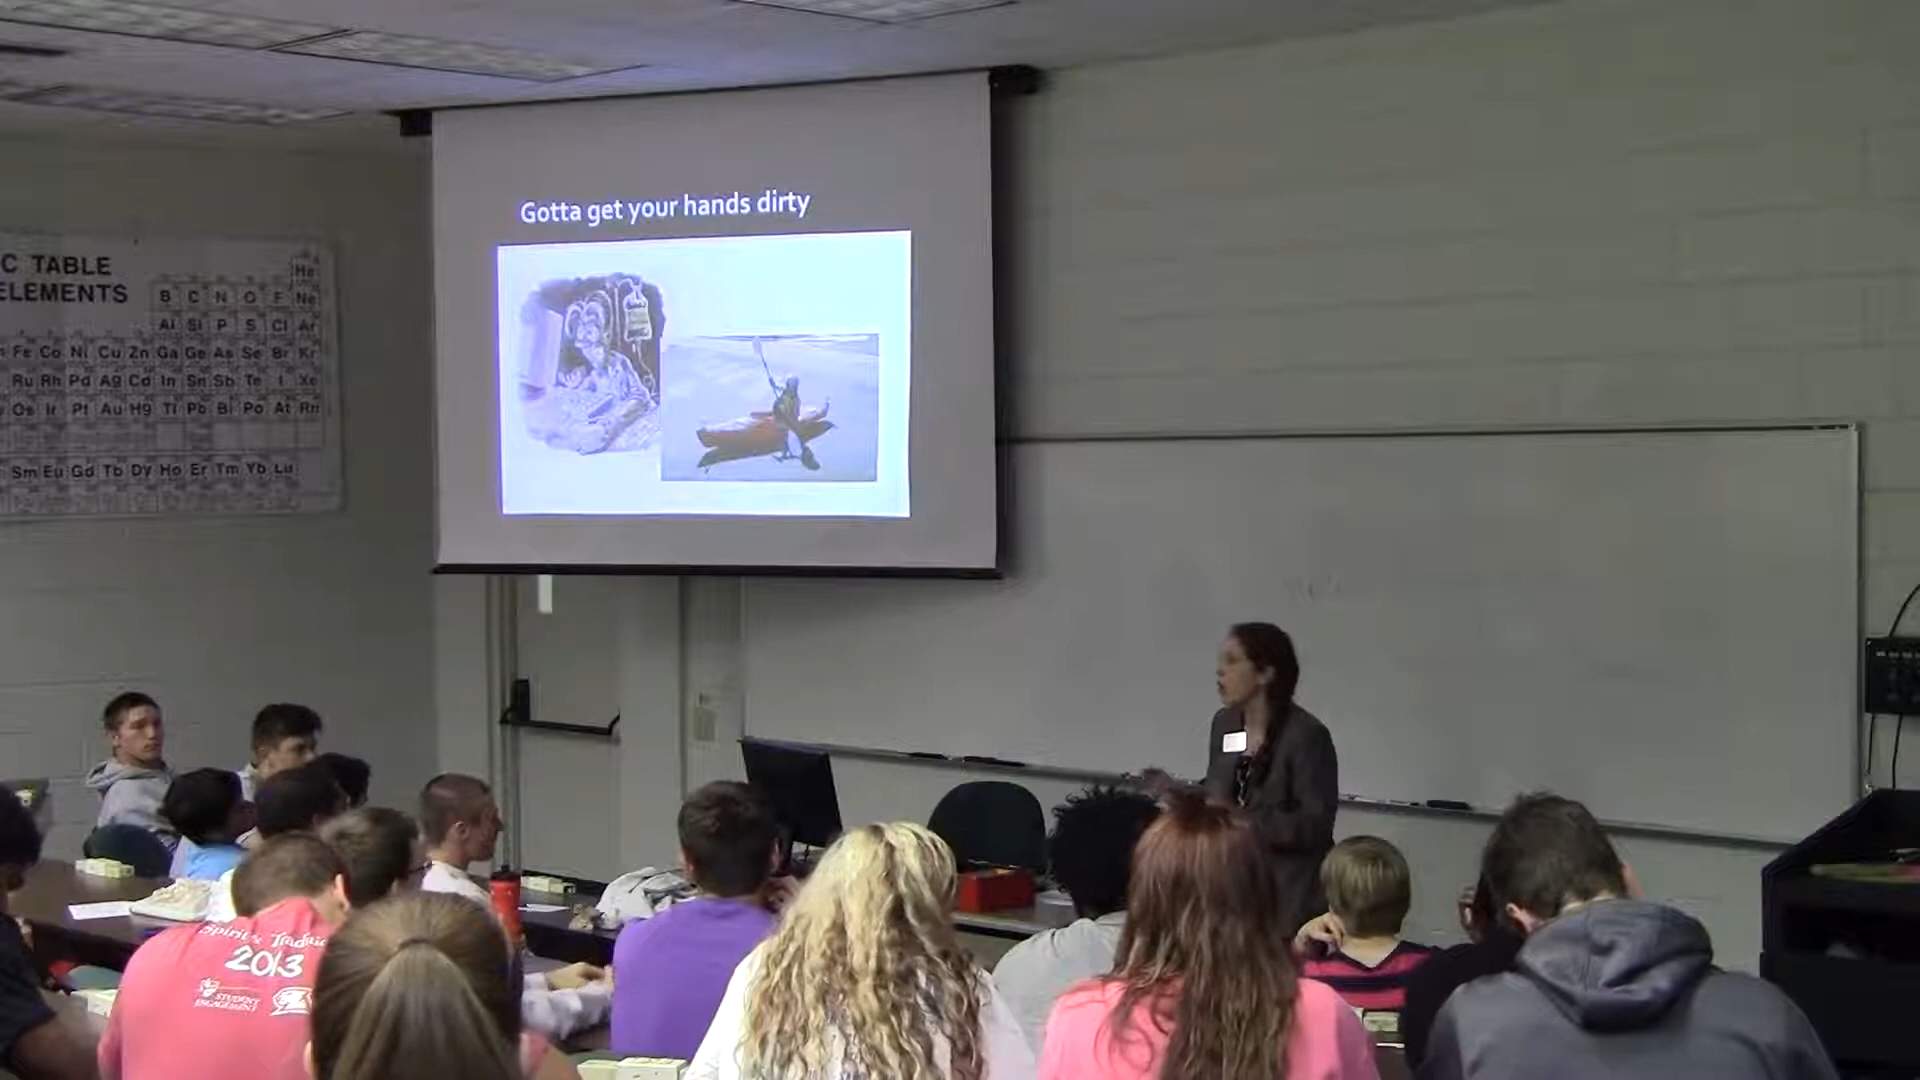 Gotta get your hands dirty
C TABLE
ELEMENTS
He
B C N O F Ne
Al Si P S Cl Ar
Fe Co Ni Cu Zn Ga Ge As Se Br Kr
Ru Rh Pd Ag Cd In Sn Sb Te I Xe
Os Ir Pt Au Hg Tl Pb Bi Po At Rn
Sm Eu Gd Tb Dy Ho Er Tm Yb Lu
2013
STUDENT
ENGAGEMENT